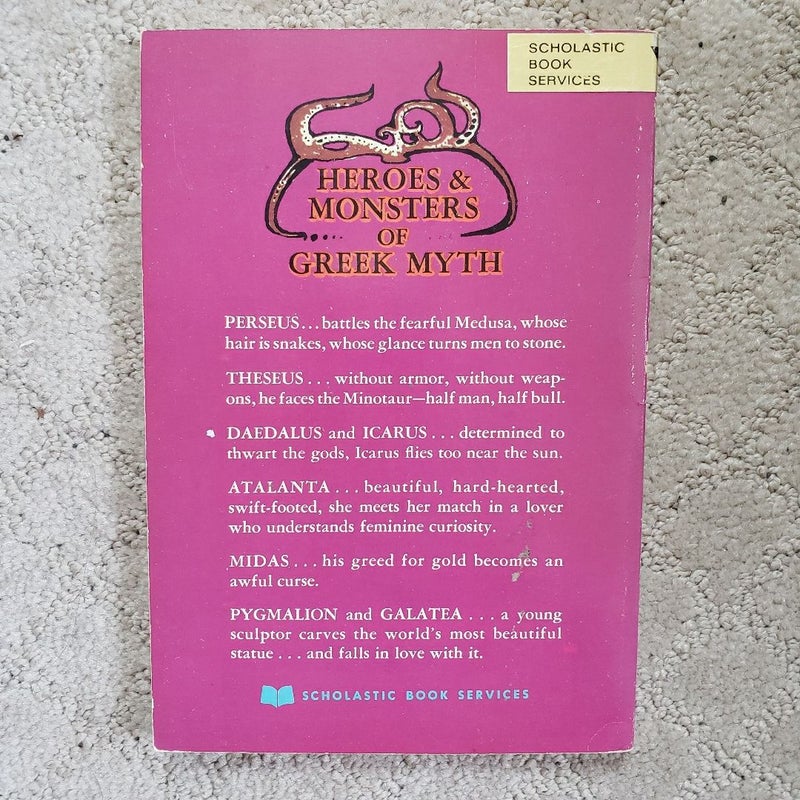 SCHOLASTIC
BOOK
SERVICES
HEROES &
MONSTERS
OF
GREEK MYTH
PERSEUS...battles the fearful Medusa, whose
hair is snakes, whose glance turns men to stone.
THESEUS... without armor, without weap-
ons, he faces the Minotaur—half man, half bull.
DAEDALUS and ICARUS... determined to
thwart the gods, Icarus flies too near the sun.
ATALANTA... beautiful, hard-hearted,
swift-footed, she meets her match in a lover
who understands feminine curiosity.
MIDAS... his greed for gold becomes an
awful curse.
PYGMALION and GALATEA... a young
sculptor carves the world's most beautiful
statue... and falls in love with it.
SCHOLASTIC BOOK SERVICES